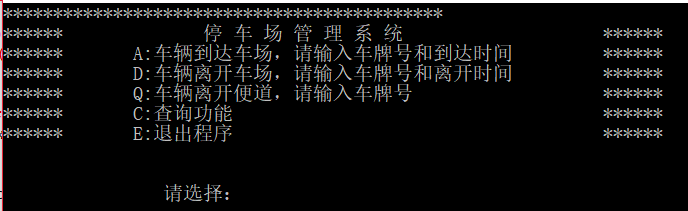 ********************************************
****** 停 车 场 管 理 系 统 ******
****** A:车辆到达车场，请输入车牌号和到达时间 ******
****** D:车辆离开车场，请输入车牌号和离开时间 ******
****** Q:车辆离开便道，请输入车牌号 ******
****** C:查询功能 ******
****** E:退出程序 ******
请选择：